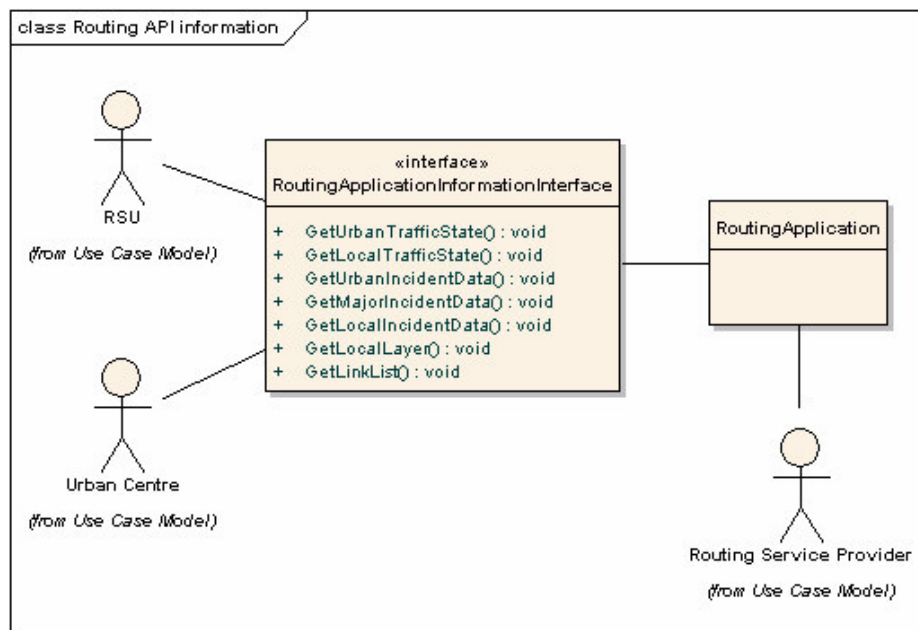 class Routing API information
RSU
(from Use Case Model)
«interface»
RoutingApplicationInformationInterface
+ GetUrbanTrafficState() : void
+ GetLocalTrafficState() : void
+ GetUrbanIncidentData() : void
+ GetMajorIncidentData() : void
+ GetLocalIncidentData() : void
+ GetLocalLayer() : void
+ GetLinkList() : void
RoutingApplication
Urban Centre
(from Use Case Model)
Routing Service Provider
(from Use Case Model)